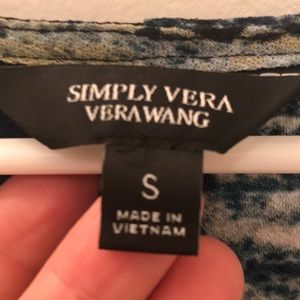 SIMPLY VERA
VERAWANG
S
MADE IN
VIETNAM